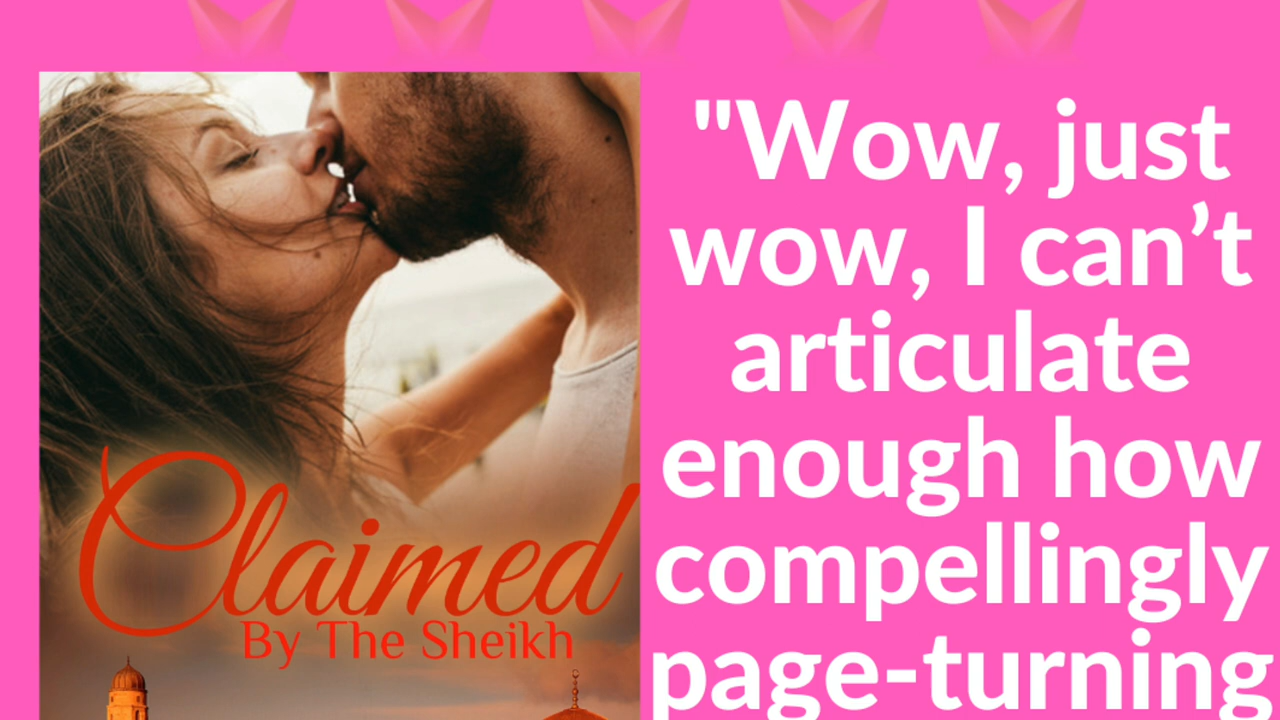 Claimed
By The Sheikh
"Wow, just
wow, I can’t
articulate
enough how
compellingly
page-turning